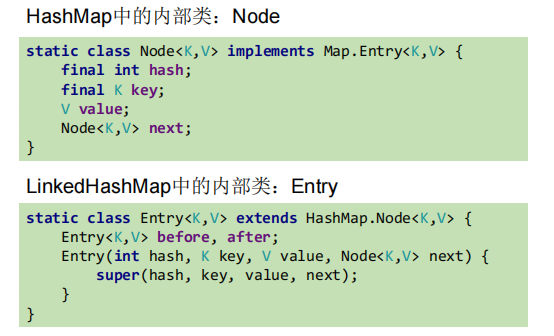 HashMap中的内部类：Node
static class Node<K,V> implements Map.Entry<K,V> {
    final int hash;
    final K key;
    V value;
    Node<K,V> next;
}
LinkedHashMap中的内部类：Entry
static class Entry<K,V> extends HashMap.Node<K,V> {
    Entry<K,V> before, after;
    Entry(int hash, K key, V value, Node<K,V> next) {
        super(hash, key, value, next);
    }
}